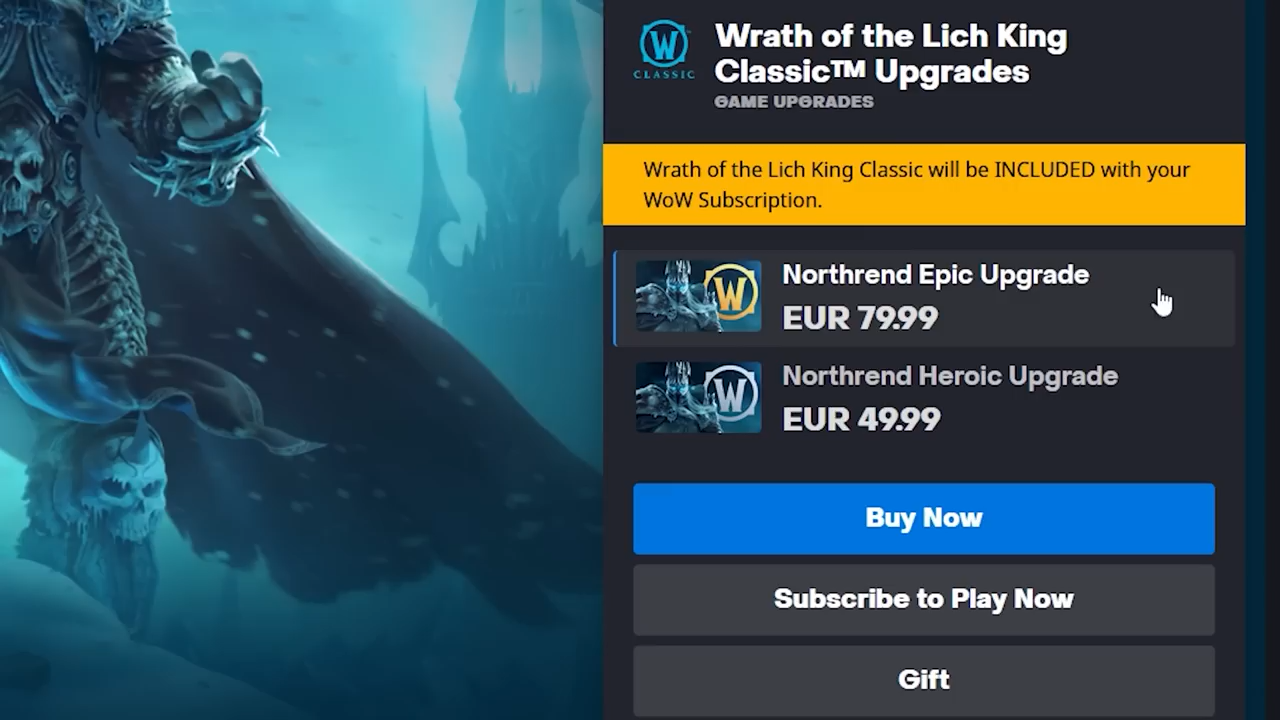 W
CLASSIC
Wrath of the Lich King
Classic™ Upgrades
GAME UPGRADES
Wrath of the Lich King Classic will be INCLUDED with your
WoW Subscription.
W
Northrend Epic Upgrade
EUR 79.99
W
Northrend Heroic Upgrade
EUR 49.99
Buy Now
Subscribe to Play Now
Gift